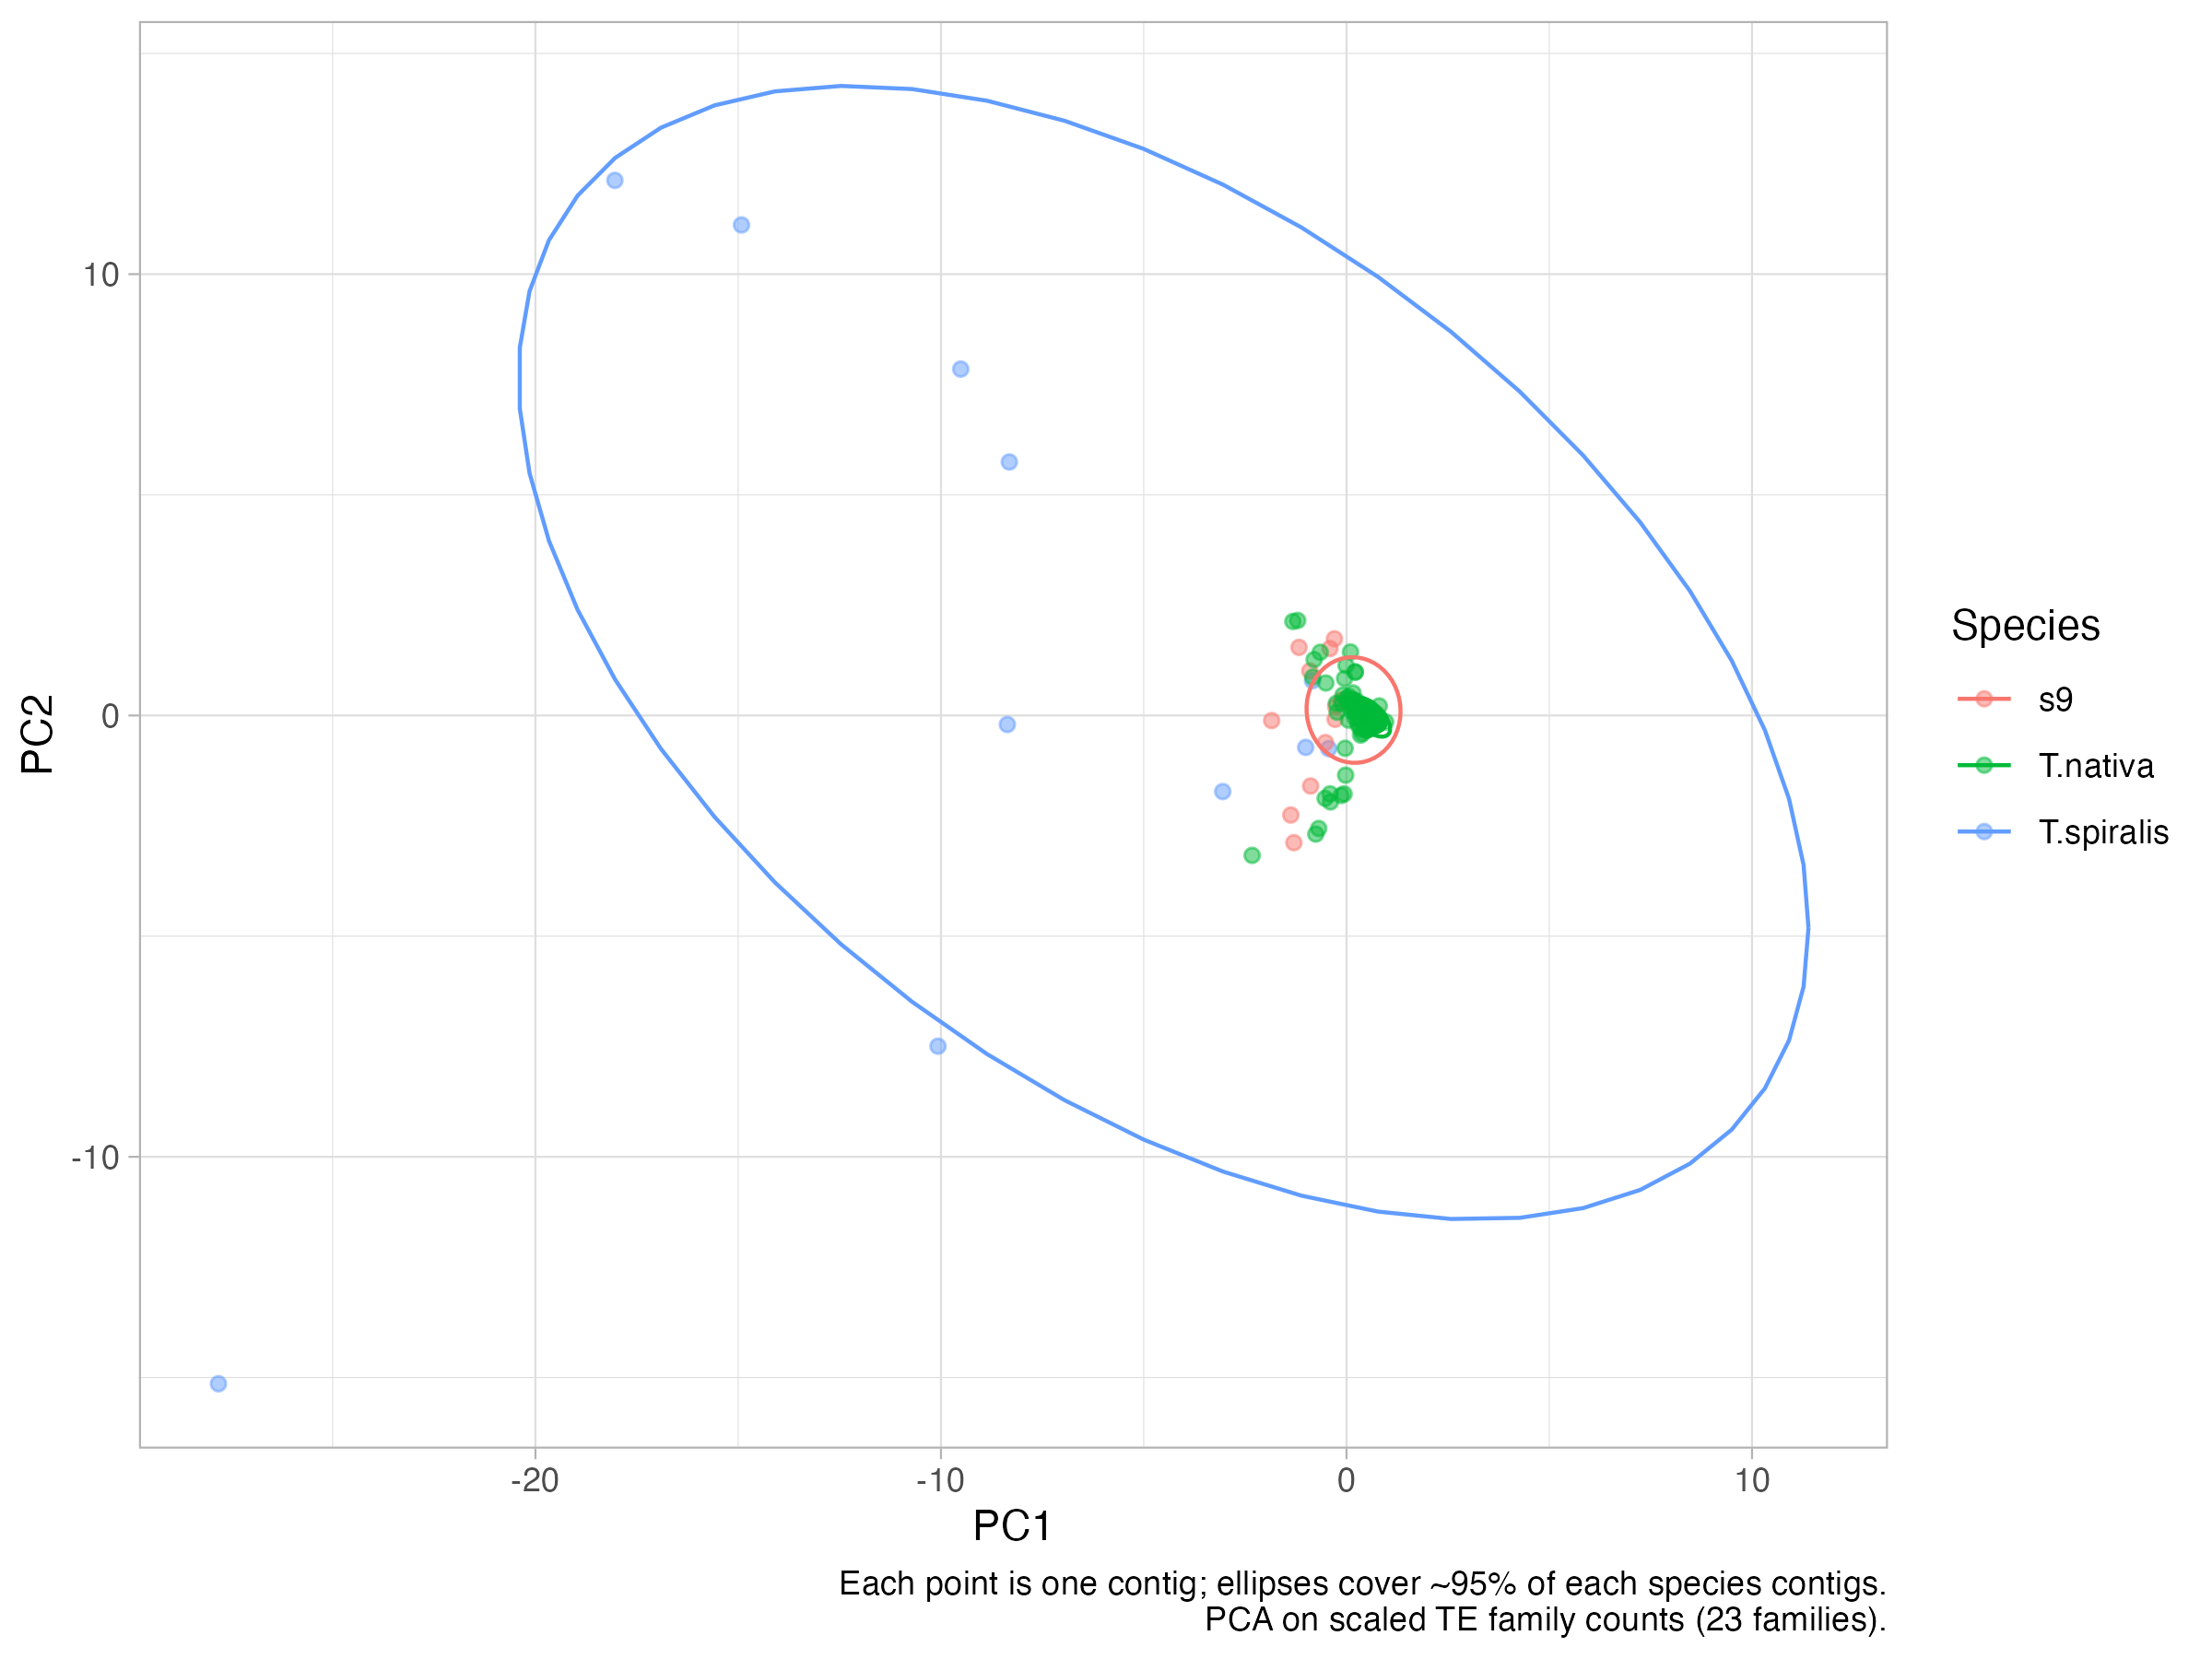 10
0
-10
PC2
-20
-10
0
10
PC1
Species
s9
T.nativa
T.spiralis
Each point is one contig; ellipses cover ~95% of each species contigs.
PCA on scaled TE family counts (23 families).